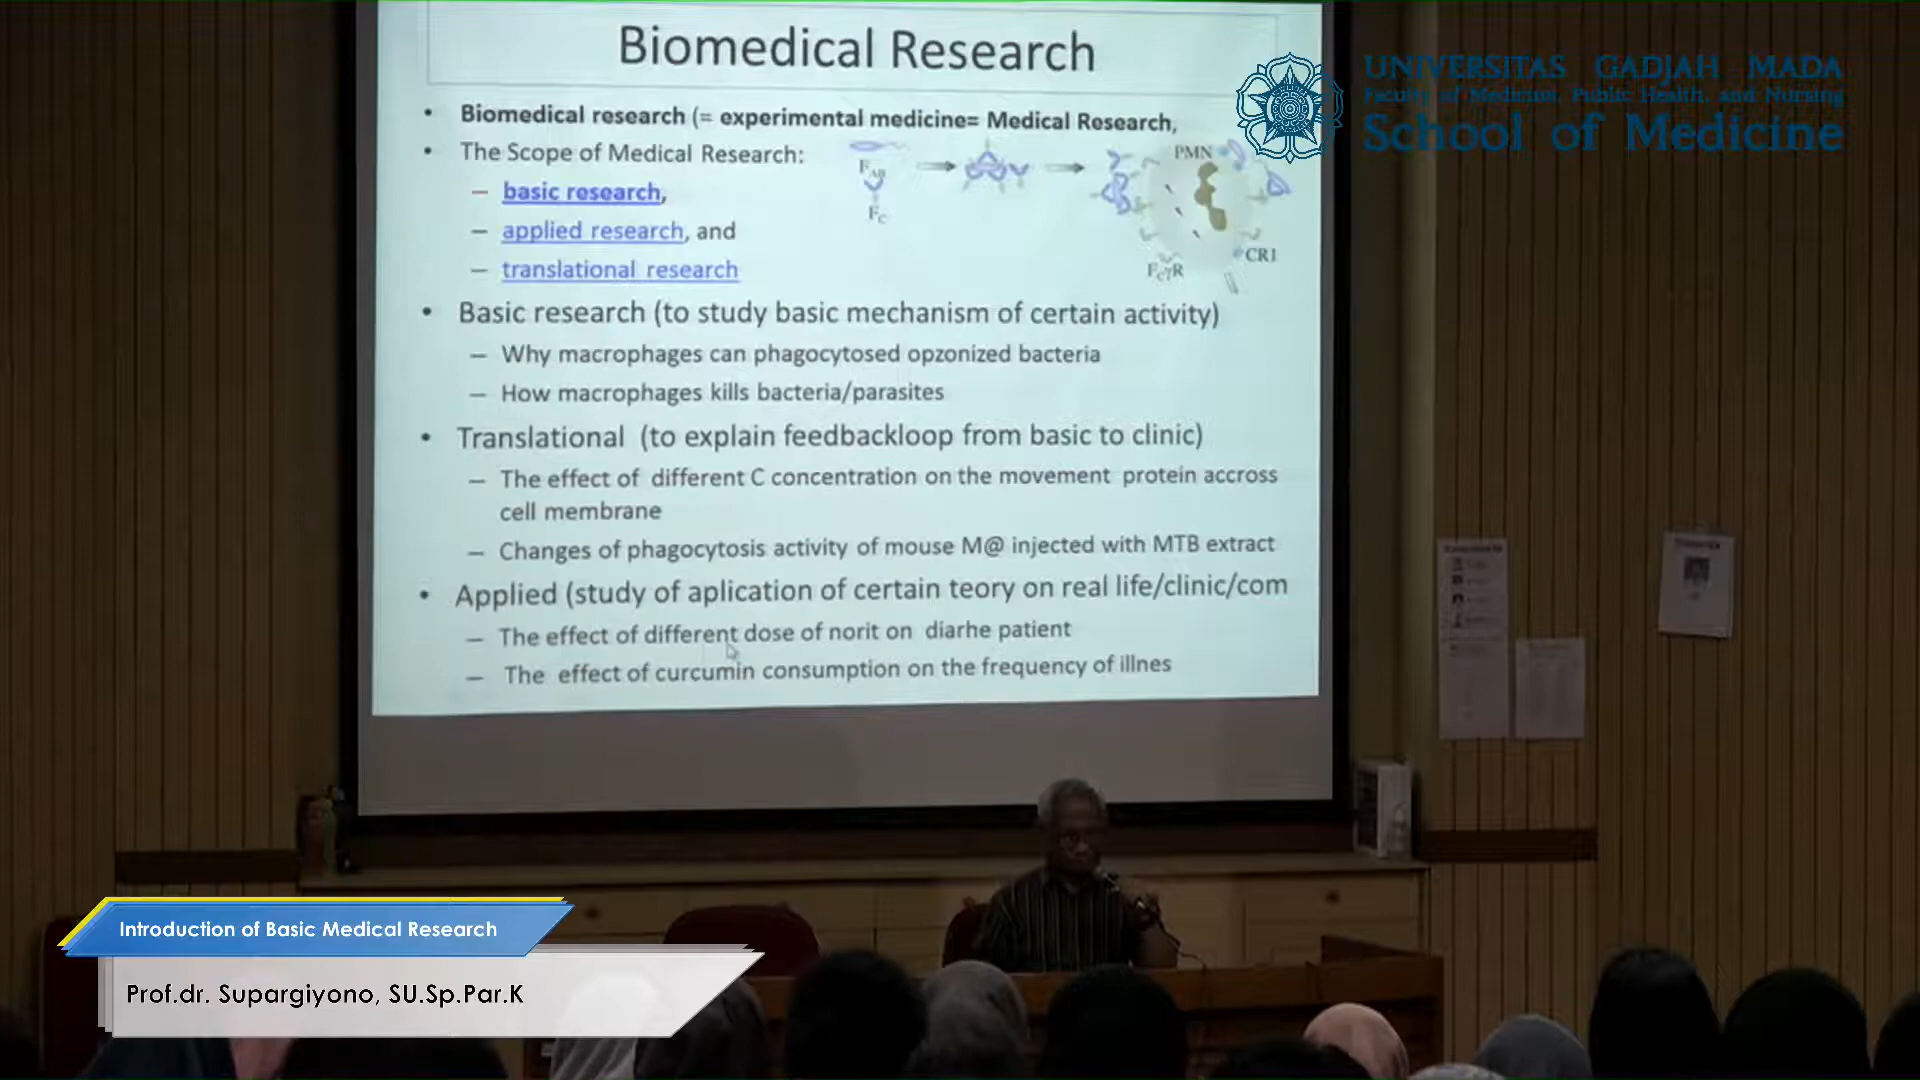 Biomedical Research
UNIVERSITAS GADJAH MADA
Faculty of Medicine, Public Health, and Nursing
School of Medicine
• Biomedical research (= experimental medicine= Medical Research,
• The Scope of Medical Research:
– basic research,
– applied research, and
– translational research
FAB
FC
PMN
CR1
FcγR
• Basic research (to study basic mechanism of certain activity)
– Why macrophages can phagocytosed opzonized bacteria
– How macrophages kills bacteria/parasites
• Translational (to explain feedbackloop from basic to clinic)
– The effect of different C concentration on the movement protein accross
cell membrane
– Changes of phagocytosis activity of mouse M@ injected with MTB extract
• Applied (study of aplication of certain teory on real life/clinic/com
– The effect of different dose of norit on diarhe patient
– The effect of curcumin consumption on the frequency of illnes
Introduction of Basic Medical Research
Prof.dr. Supargiyono, SU.Sp.Par.K